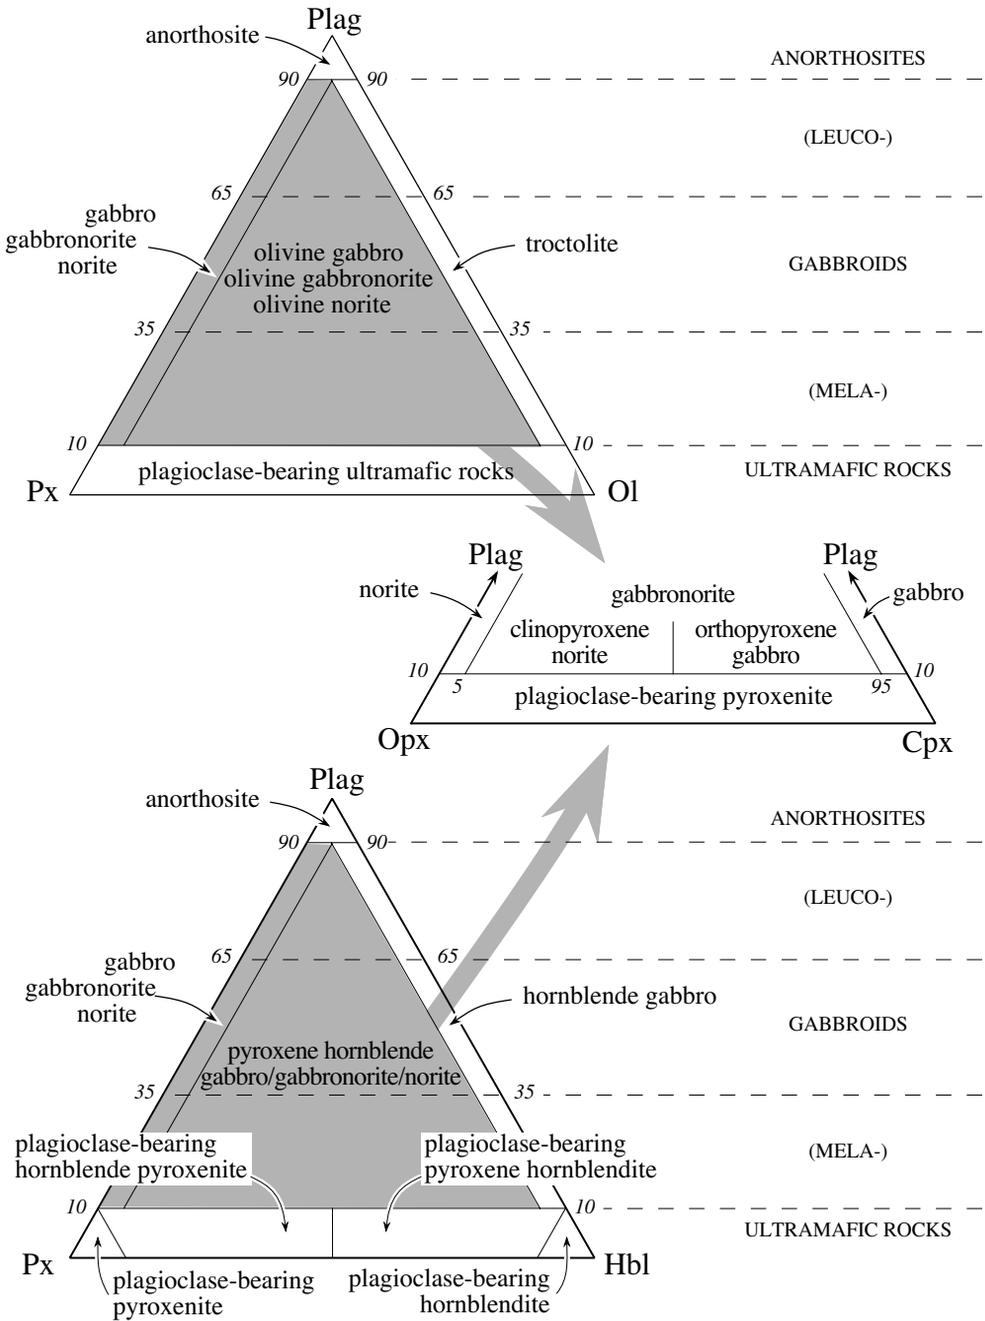 Plag
anorthosite
ANORTHOSITES
90
90
(LEUCO-)
65
65
gabbro
gabbronorite
norite
olivine gabbro
olivine gabbronorite
olivine norite
troctolite
GABBROIDS
35
35
(MELA-)
10
10
plagioclase-bearing ultramafic rocks
ULTRAMAFIC ROCKS
Px
Ol
Plag
Plag
norite
gabbronorite
gabbro
clinopyroxene
norite
orthopyroxene
gabbro
10
10
5
95
plagioclase-bearing pyroxenite
Opx
Cpx
Plag
anorthosite
ANORTHOSITES
90
90
(LEUCO-)
65
65
gabbro
gabbronorite
norite
hornblende gabbro
GABBROIDS
pyroxene hornblende
gabbro/gabbronorite/norite
35
35
plagioclase-bearing
hornblende pyroxenite
plagioclase-bearing
pyroxene hornblendite
(MELA-)
10
10
ULTRAMAFIC ROCKS
Px
Hbl
plagioclase-bearing
pyroxenite
plagioclase-bearing
hornblendite